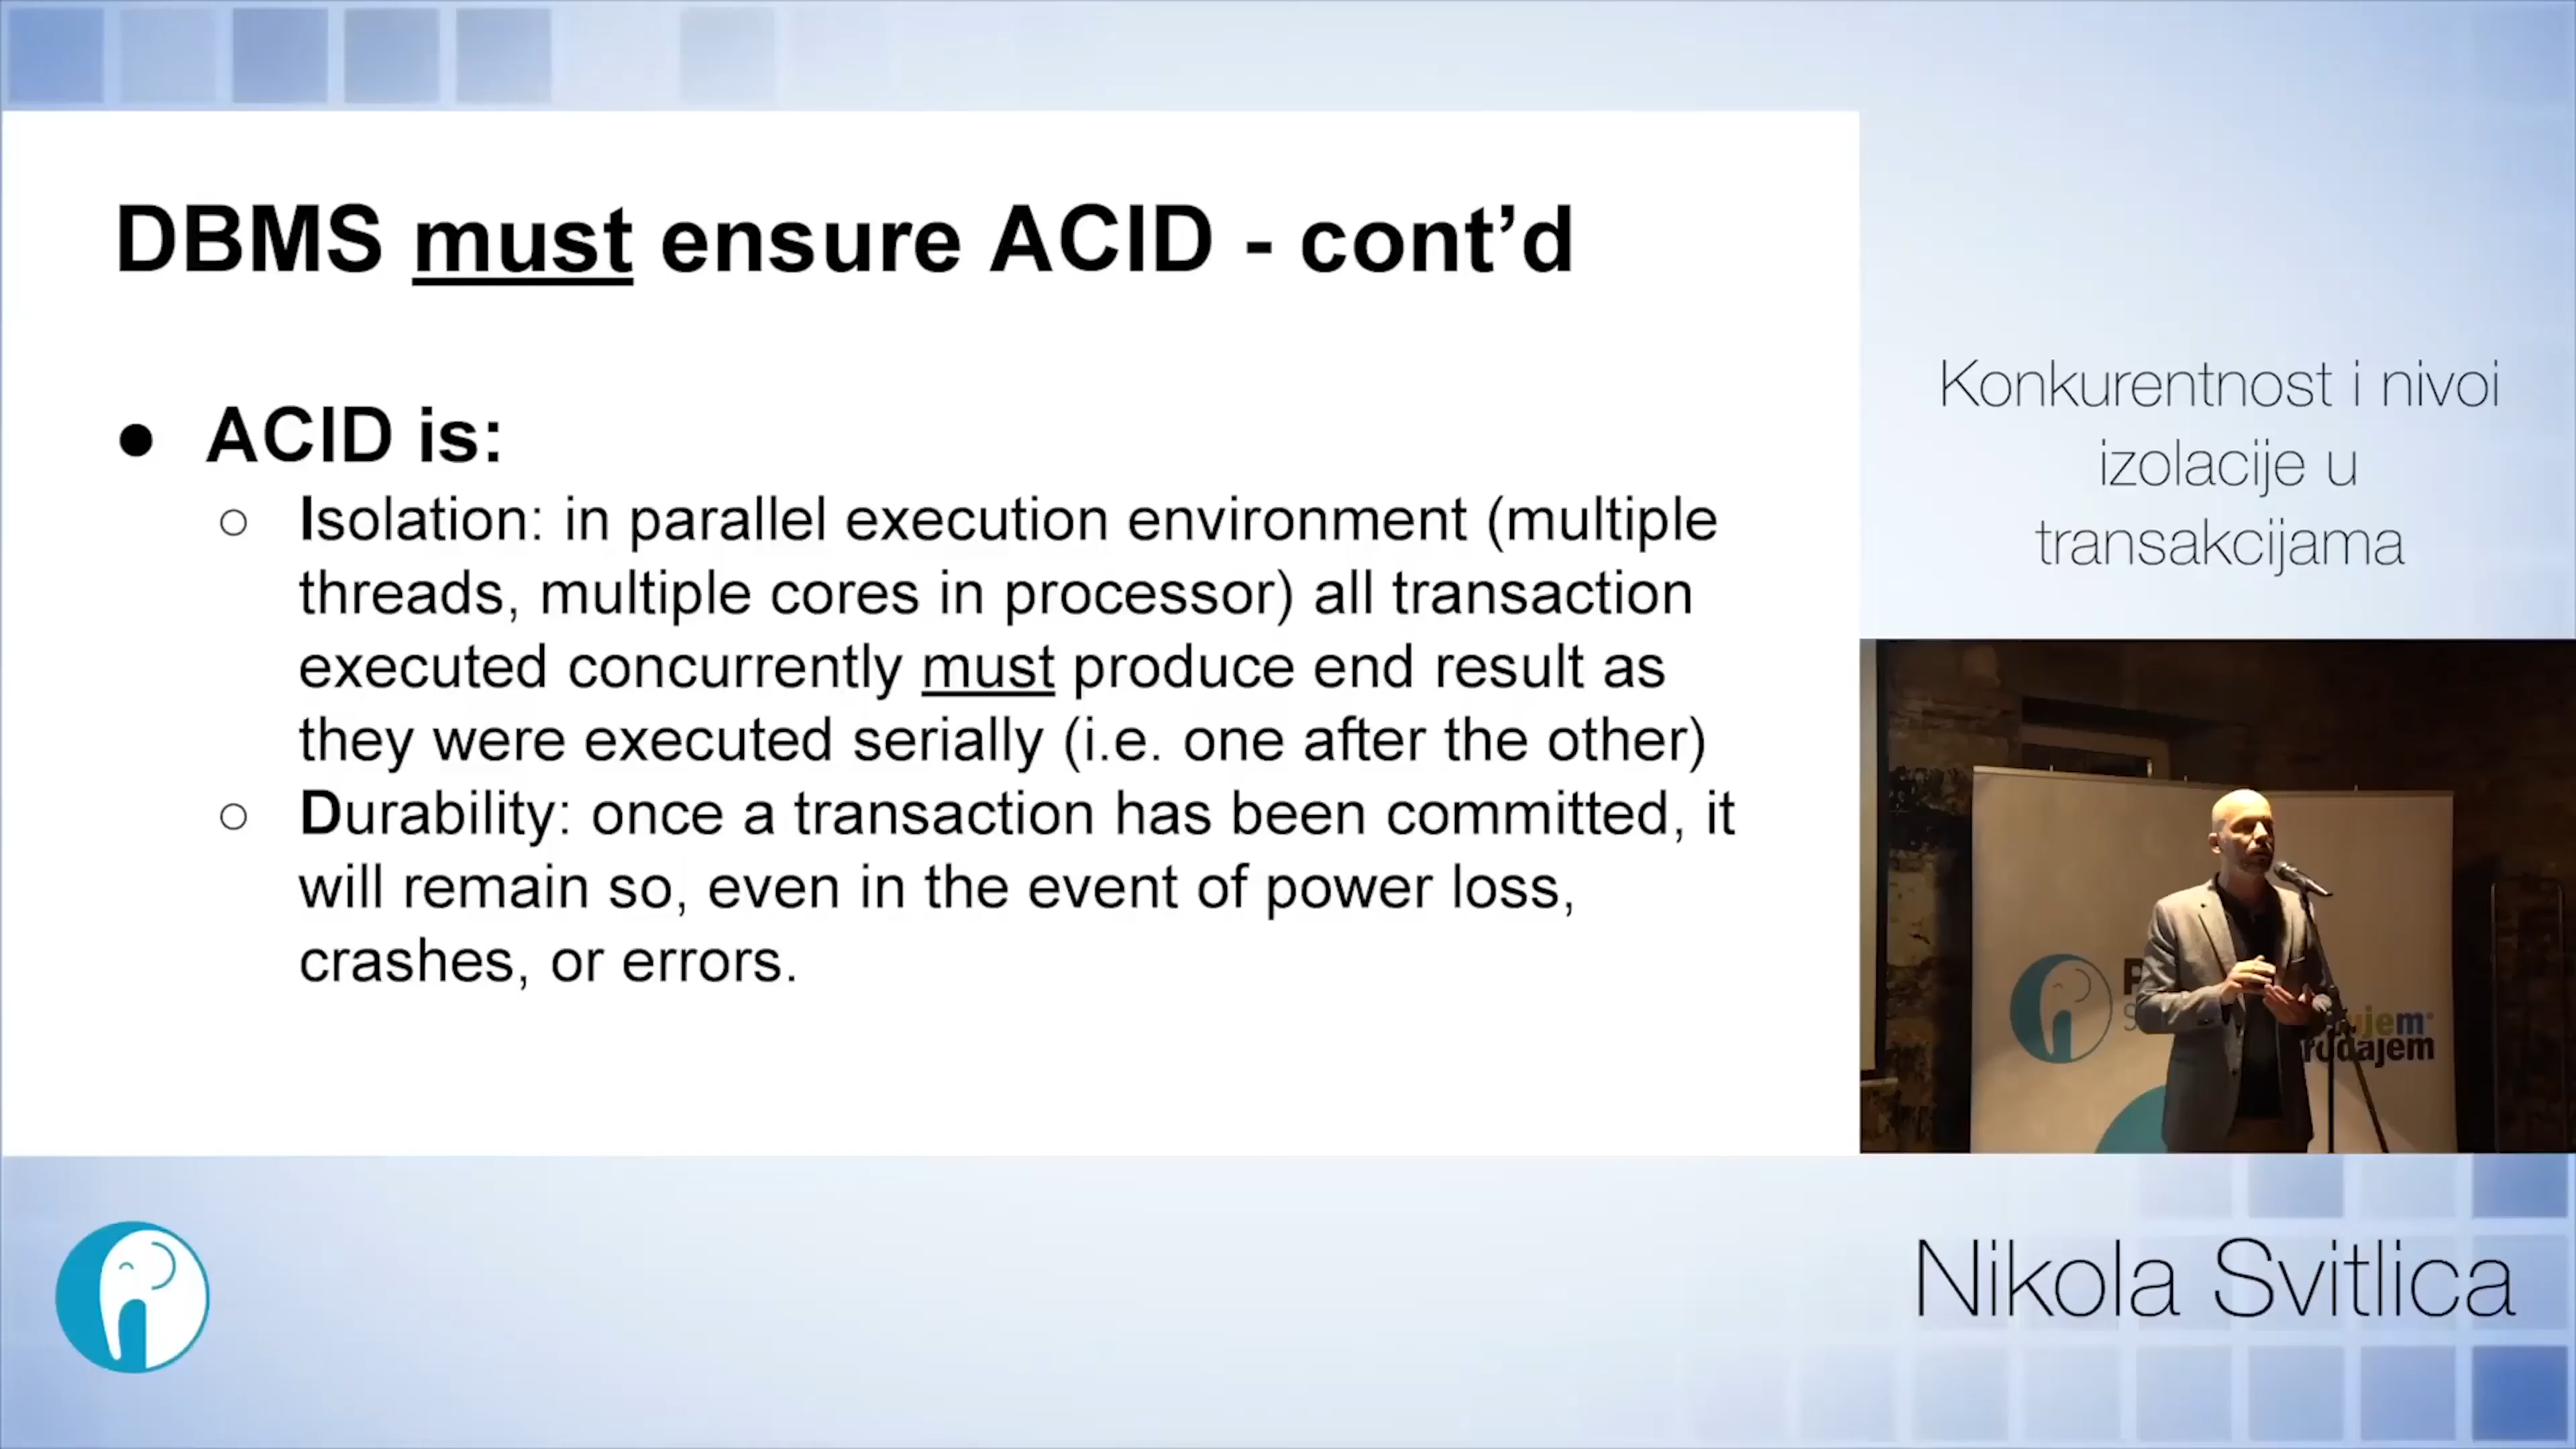 DBMS must ensure ACID - cont’d
● ACID is:
○ Isolation: in parallel execution environment (multiple
threads, multiple cores in processor) all transaction
executed concurrently must produce end result as
they were executed serially (i.e. one after the other)
○ Durability: once a transaction has been committed, it
will remain so, even in the event of power loss,
crashes, or errors.
Konkurentnost i nivoi
izolacije u
transakcijama
Nikola Svitlica